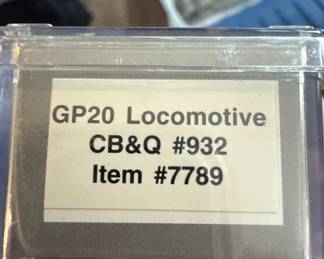 GP20 Locomotive
CB&Q #932
Item #7789